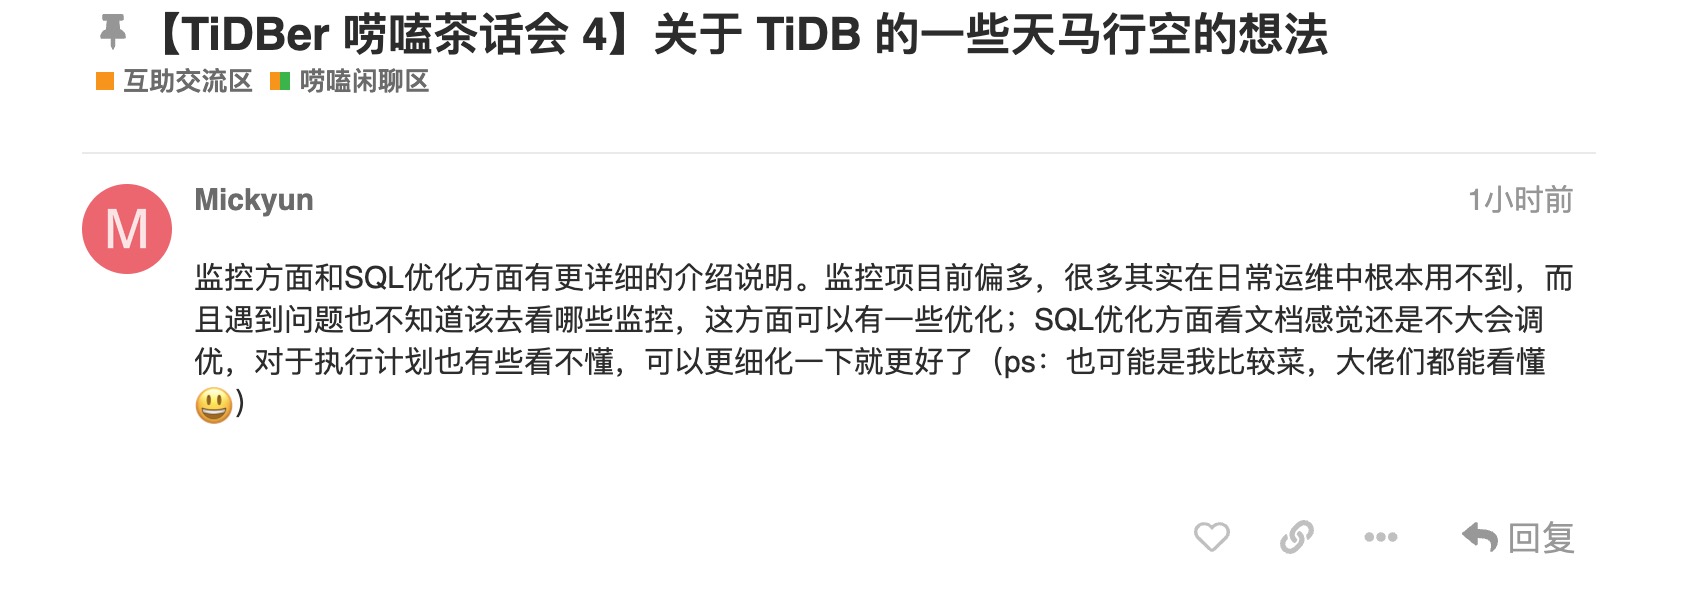 【TiDBer 唠嗑茶话会 4】关于 TiDB 的一些天马行空的想法
互助交流区 唠嗑闲聊区
M
Mickyun
1小时前
监控方面和SQL优化方面有更详细的介绍说明。监控项目前偏多，很多其实在日常运维中根本用不到，而
且遇到问题也不知道该去看哪些监控，这方面可以有一些优化；SQL优化方面看文档感觉还是不大会调
优，对于执行计划也有些看不懂，可以更细化一下就更好了（ps：也可能是我比较菜，大佬们都能看懂
😃）
回复